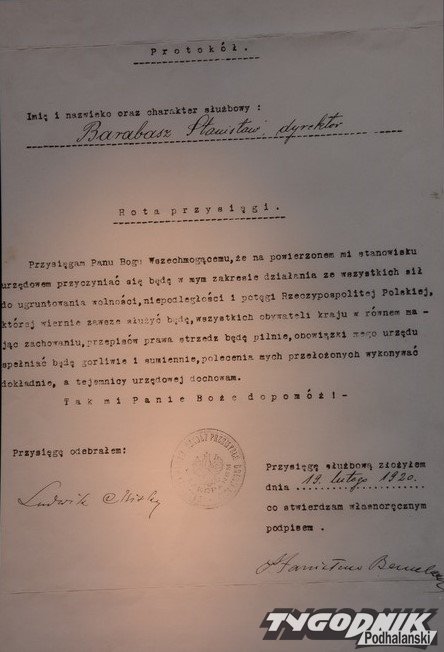 Protokół.
Imię i nazwisko oraz charakter służbowy :
Barabasz Stanisław, dyrektor
Rota przysięgi.
Przysięgam Panu Bogu Wszechmogącemu, że na powierzonem mi stanowisku
urzędowem przyczyniać się będę w mym zakresie działania ze wszystkich sił
do ugruntowania wolności, niepodległości i potęgi Rzeczypospolitej Polskiej,
której wiernie zawsze służyć będę, wszystkich obywateli kraju w równem ma-
jąc zachowaniu, przepisów prawa strzedz będę pilnie, obowiązki mego urzędu
spełniać będę gorliwie i sumiennie, polecenia mych przełożonych wykonywać
dokładnie, a tajemnicy urzędowej dochowam.
Tak mi Panie Boże dopomóż!-
Przysięgę odebrałem:
Przysięgę służbową złożyłem
dnia 19 lutego 1920.
co stwierdzam własnoręcznym
podpisem .
Ludwik
TYGODNIK
Podhalański